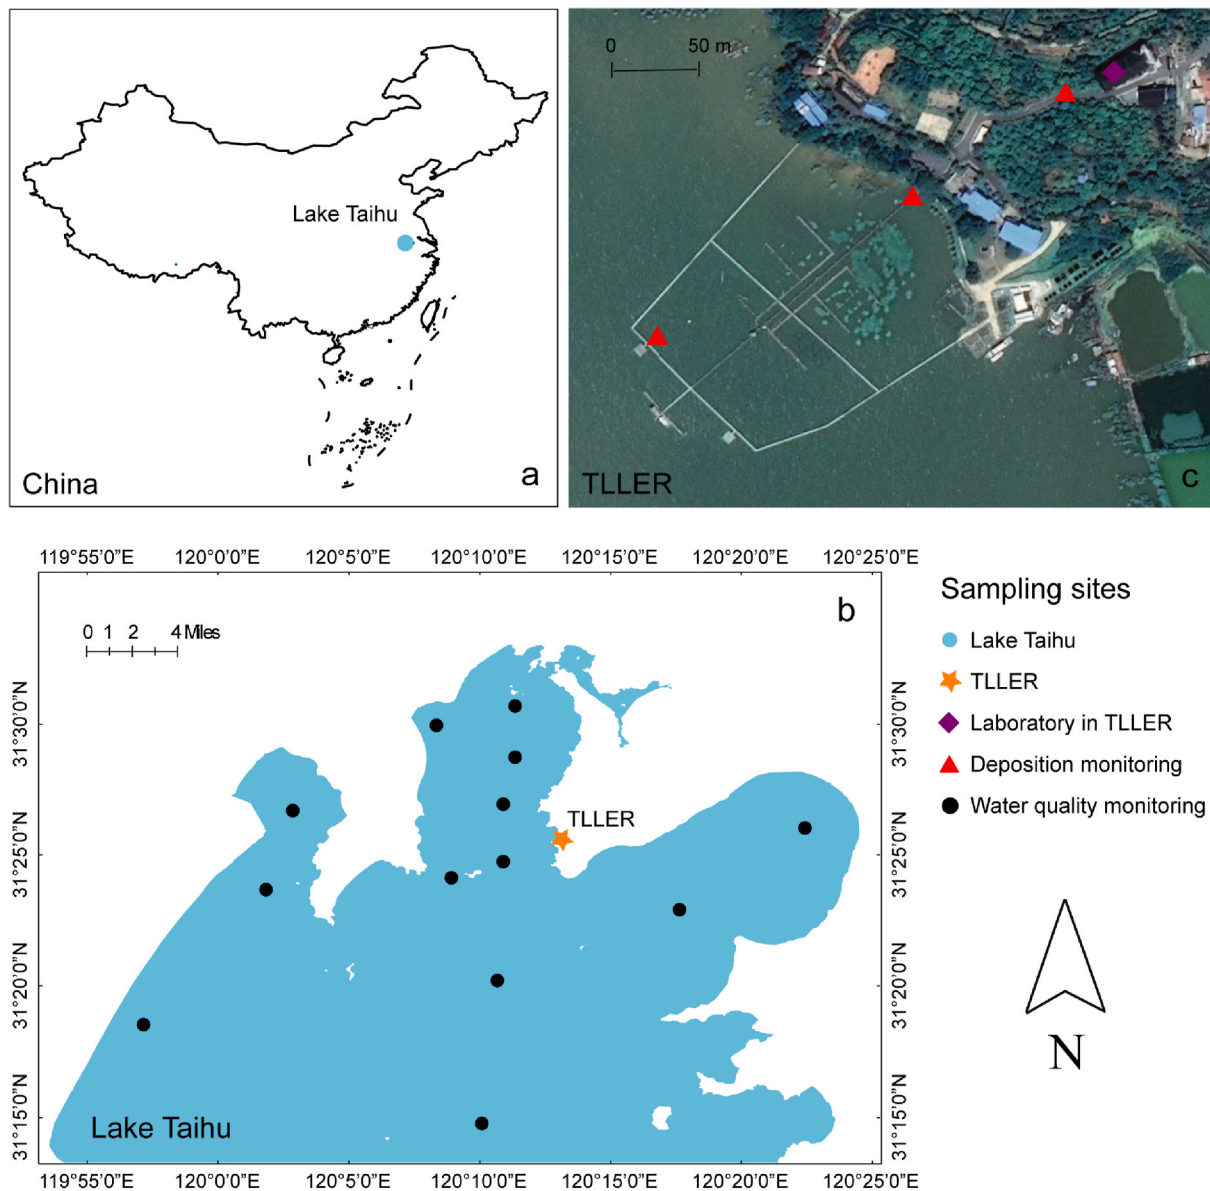 Lake Taihu
China
a
0 50 m
TLLER
c
119°55’0”E 120°0’0”E 120°5’0”E 120°10’0”E 120°15’0”E 120°20’0”E 120°25’0”E
b
0 1 2 4 Miles
31°30’0”N
31°25’0”N
31°20’0”N
31°15’0”N
TLLER
Lake Taihu
31°30’0”N
31°25’0”N
31°20’0”N
31°15’0”N
119°55’0”E 120°0’0”E 120°5’0”E 120°10’0”E 120°15’0”E 120°20’0”E 120°25’0”E
Sampling sites
Lake Taihu
TLLER
Laboratory in TLLER
Deposition monitoring
Water quality monitoring
N